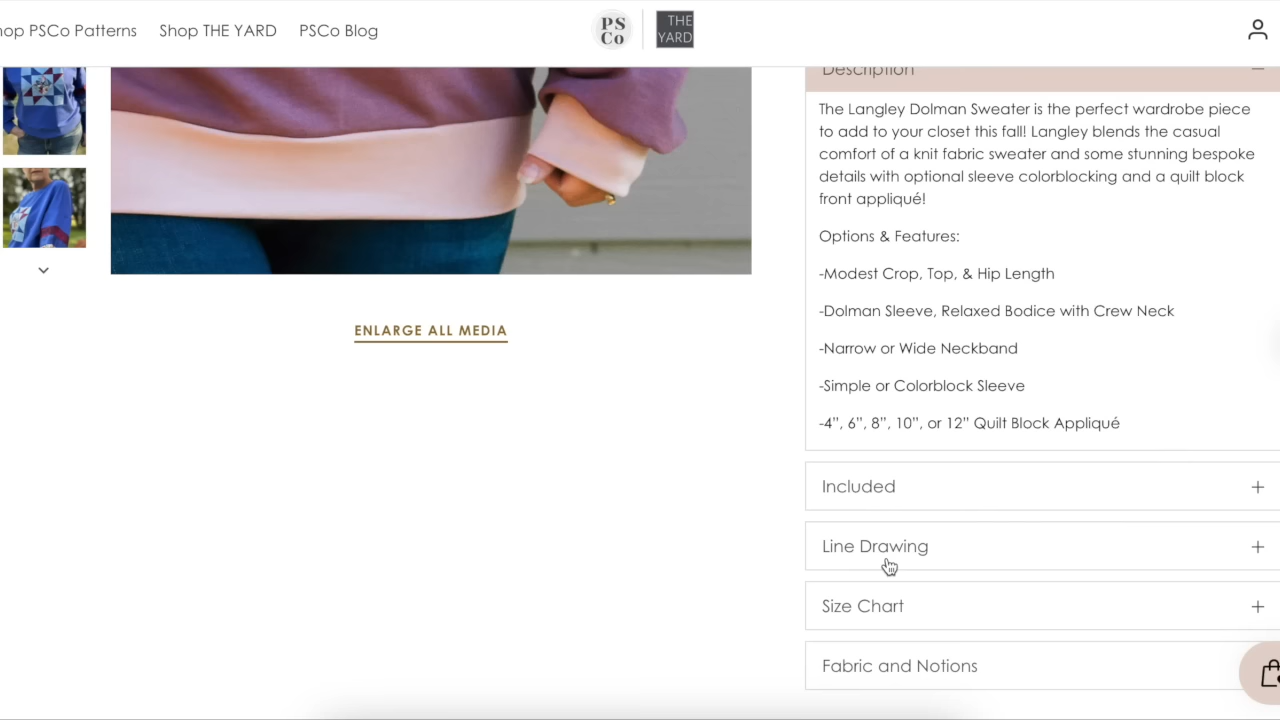 PSCo Patterns
Shop THE YARD
PSCo Blog
PS
Co
THE
YARD
Description
The Langley Dolman Sweater is the perfect wardrobe piece
to add to your closet this fall! Langley blends the casual
comfort of a knit fabric sweater and some stunning bespoke
details with optional sleeve colorblocking and a quilt block
front appliqué!
Options & Features:
-Modest Crop, Top, & Hip Length
-Dolman Sleeve, Relaxed Bodice with Crew Neck
-Narrow or Wide Neckband
-Simple or Colorblock Sleeve
-4”, 6”, 8”, 10”, or 12” Quilt Block Appliqué
ENLARGE ALL MEDIA
Included
Line Drawing
Size Chart
Fabric and Notions